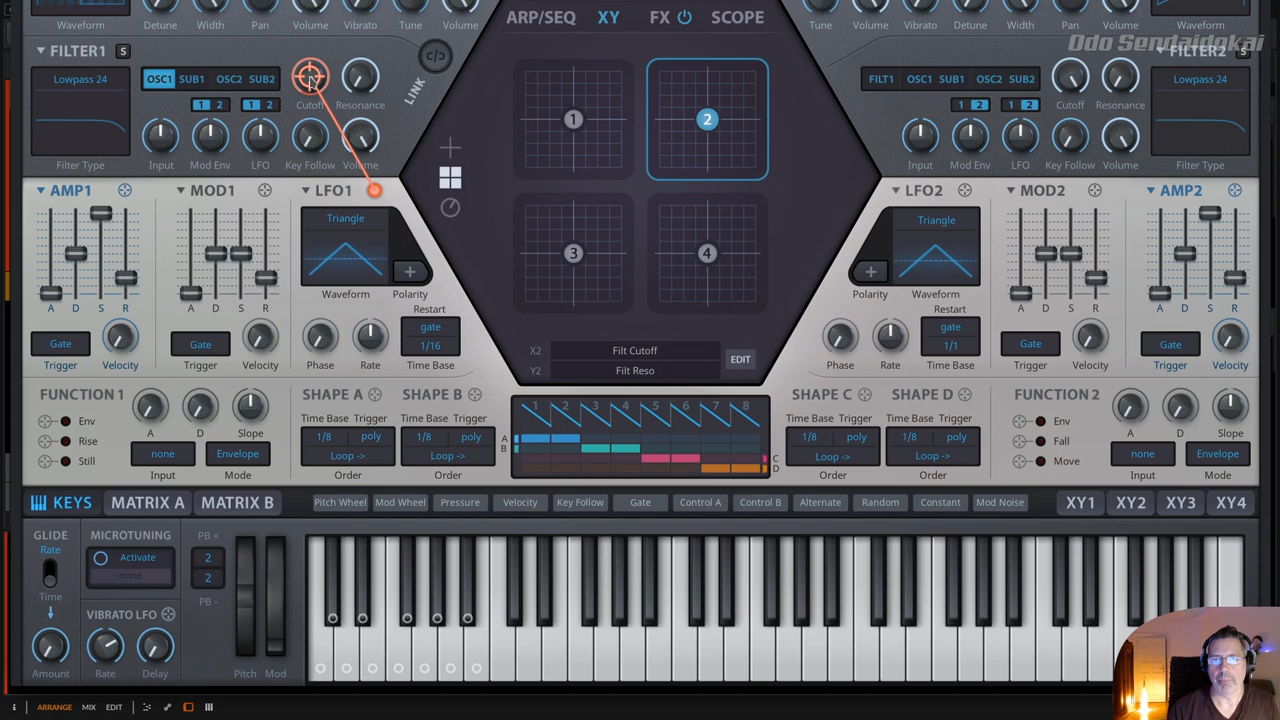 Detune Width Pan Volume Vibrato Tune Volume
ARP/SEQ XY FX SCOPE
Tune Volume Vibrato Detune Width Pan Volume
Waveform
Odo Sendaidokai
FILTER1 S
FILTER2 S
Lowpass 24
OSC1 SUB1 OSC2 SUB2
Cutoff Resonance
LINK
1 2 1 2
Filter Type
Input Mod Env LFO Key Follow Volume
1 2
3 4
FILT1 OSC1 SUB1 OSC2 SUB2
Cutoff Resonance
1 2 1 2
Lowpass 24
Input Mod Env LFO Key Follow Volume
Filter Type
AMP1 MOD1 LFO1
LFO2 MOD2 AMP2
Triangle
Triangle
A D S R
A D S R
Waveform Polarity
Polarity Waveform
A D S R
A D S R
Restart
Restart
Gate
Trigger Velocity
Gate
Trigger Velocity
Phase Rate
gate
1/16
Time Base
X2 Filt Cutoff
Y2 Filt Reso
EDIT
Phase Rate
gate
1/1
Time Base
Gate
Trigger Velocity
Gate
Trigger Velocity
FUNCTION 1
Env
Rise
Still
A D Slope
none
Input
Envelope
Mode
SHAPE A
Time Base Trigger
1/8 poly
Loop ->
Order
SHAPE B
Time Base Trigger
1/8 poly
Loop ->
Order
1 2 3 4 5 6 7 8
A
B
C
D
SHAPE C
Time Base Trigger
1/8 poly
Loop ->
Order
SHAPE D
Time Base Trigger
1/8 poly
Loop ->
Order
FUNCTION 2
Env
Fall
Move
A D Slope
none
Input
Envelope
Mode
KEYS MATRIX A MATRIX B
Pitch Wheel Mod Wheel Pressure Velocity Key Follow Gate Control A Control B Alternate Random Constant Mod Noise
XY1 XY2 XY3 XY4
GLIDE
Rate
Time
Amount
MICROTUNING
Activate
none
VIBRATO LFO
Rate Delay
PB +
2
2
PB -
Pitch Mod
i ARRANGE MIX EDIT